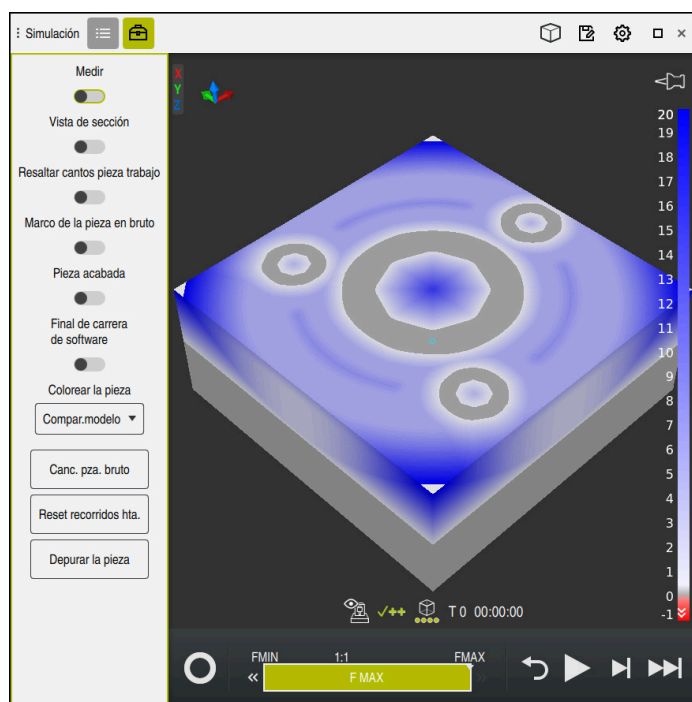 Simulación
Medir
Vista de sección
Resaltar cantos pieza trabajo
Marco de la pieza en bruto
Pieza acabada
Final de carrera
de software
Colorear la pieza
Compar.modelo
Canc. pza. bruto
Reset recorridos hta.
Depurar la pieza
X
Y
Z
20
19
18
17
16
15
14
13
12
11
10
9
8
7
6
5
4
3
2
1
0
-1
T 0 00:00:00
FMIN 1:1 FMAX
F MAX